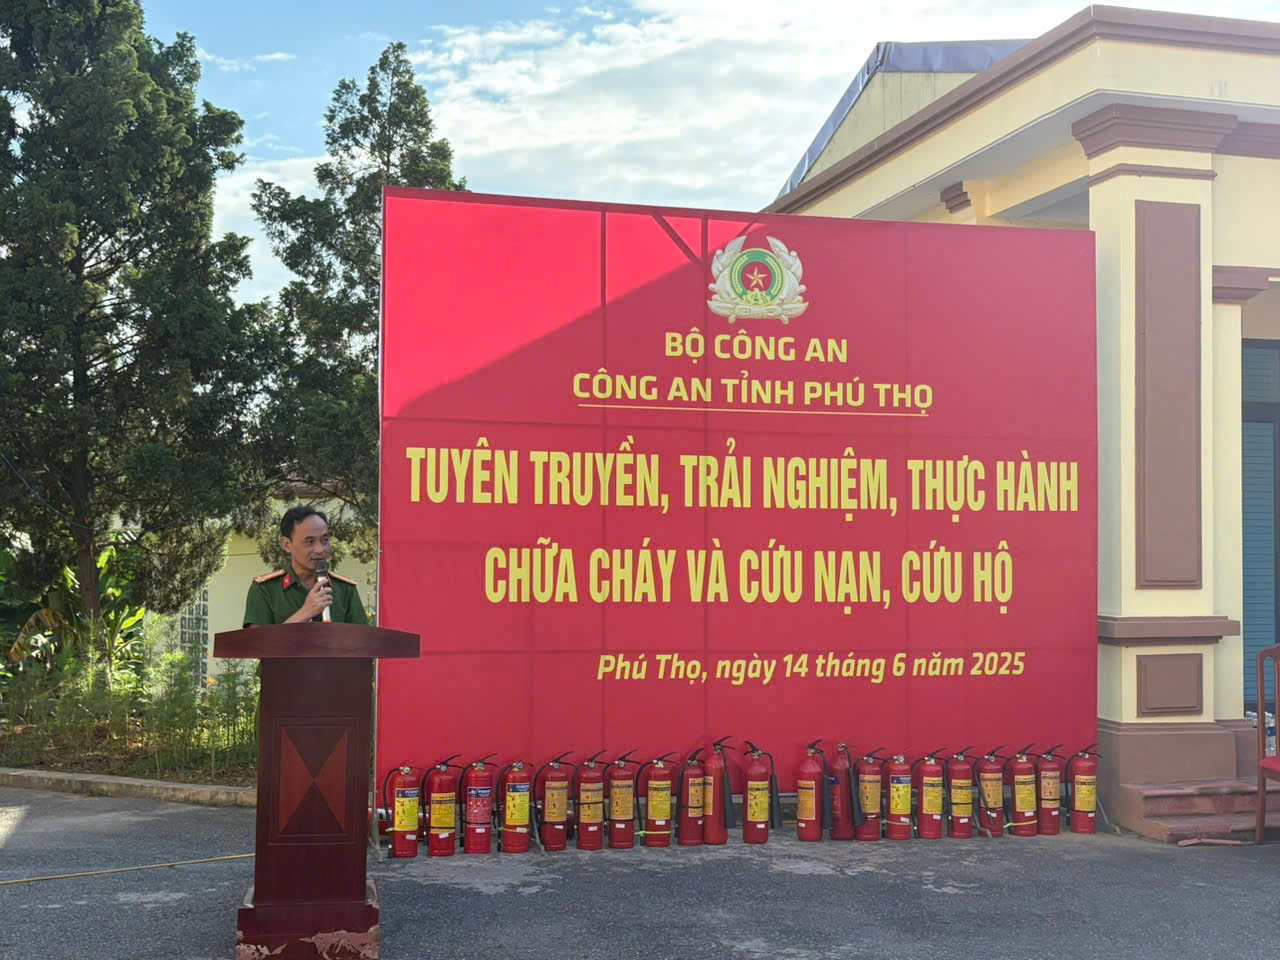 BỘ CÔNG AN
CÔNG AN TỈNH PHÚ THỌ
TUYÊN TRUYỀN, TRẢI NGHIỆM, THỰC HÀNH
CHỮA CHÁY VÀ CỨU NẠN, CỨU HỘ
Phú Thọ, ngày 14 tháng 6 năm 2025